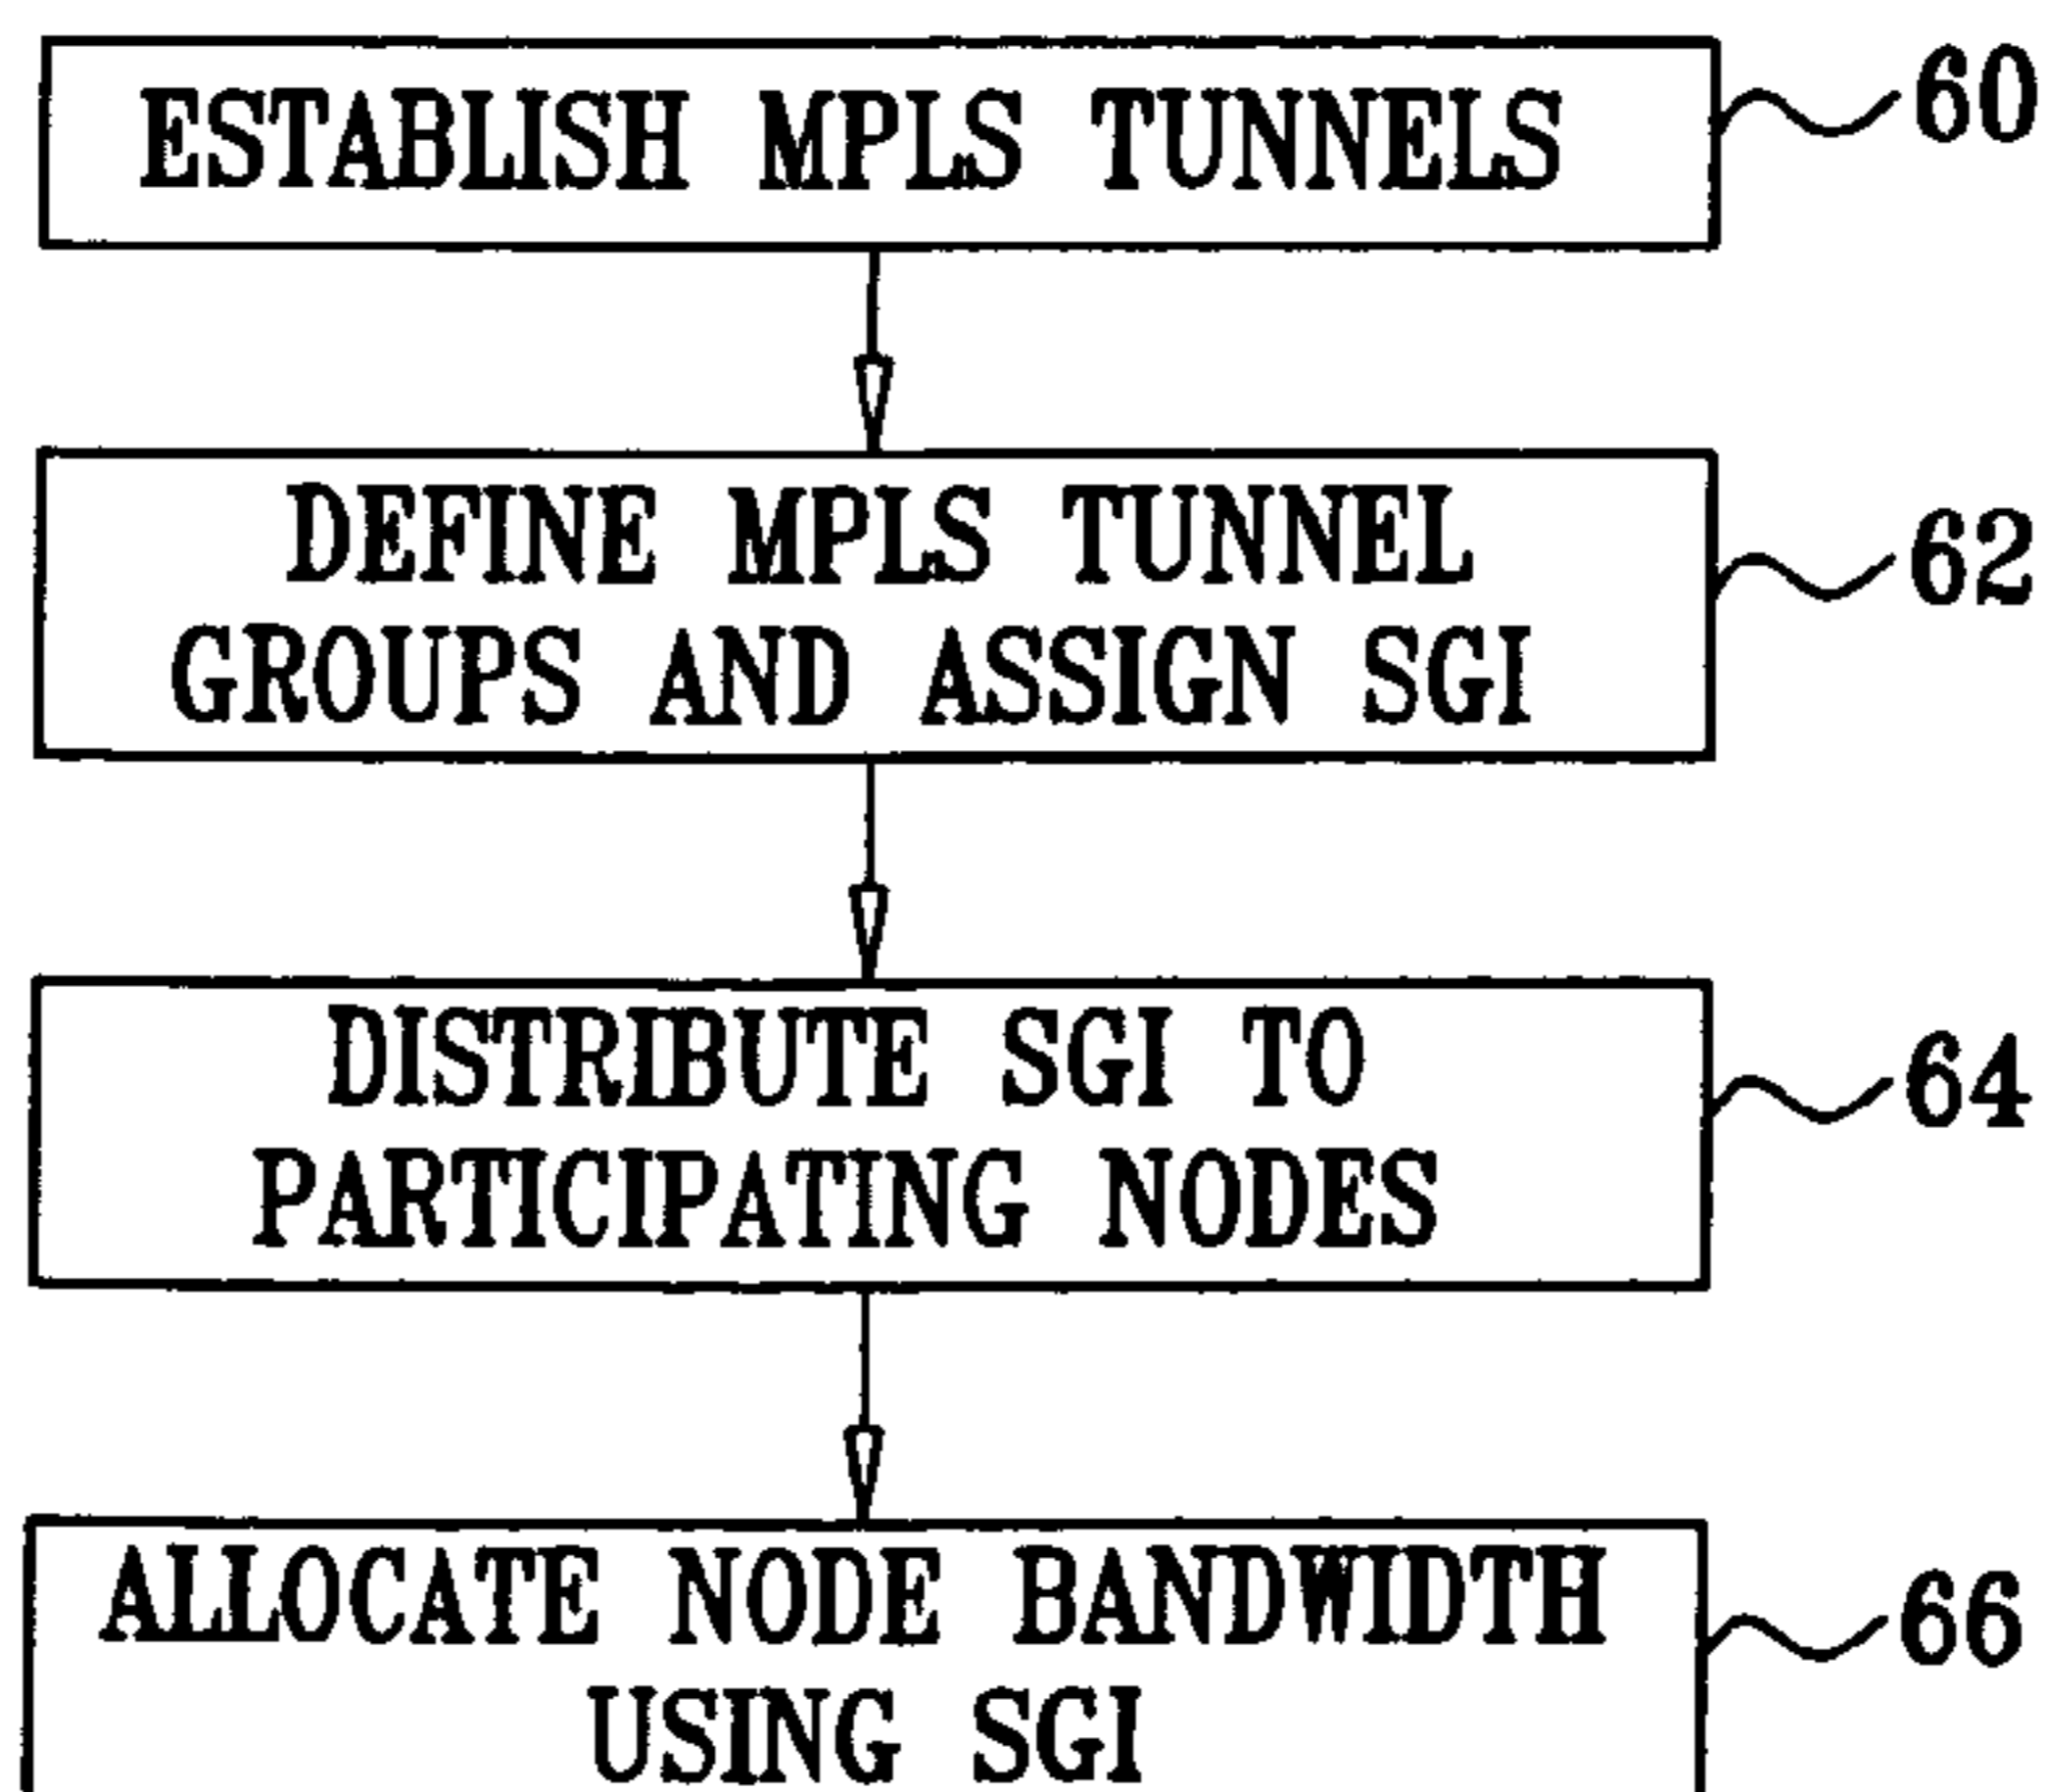 ESTABLISH MPLS TUNNELS
60
DEFINE MPLS TUNNEL
GROUPS AND ASSIGN SGI
62
DISTRIBUTE SGI TO
PARTICIPATING NODES
64
ALLOCATE NODE BANDWIDTH
USING SGI
66